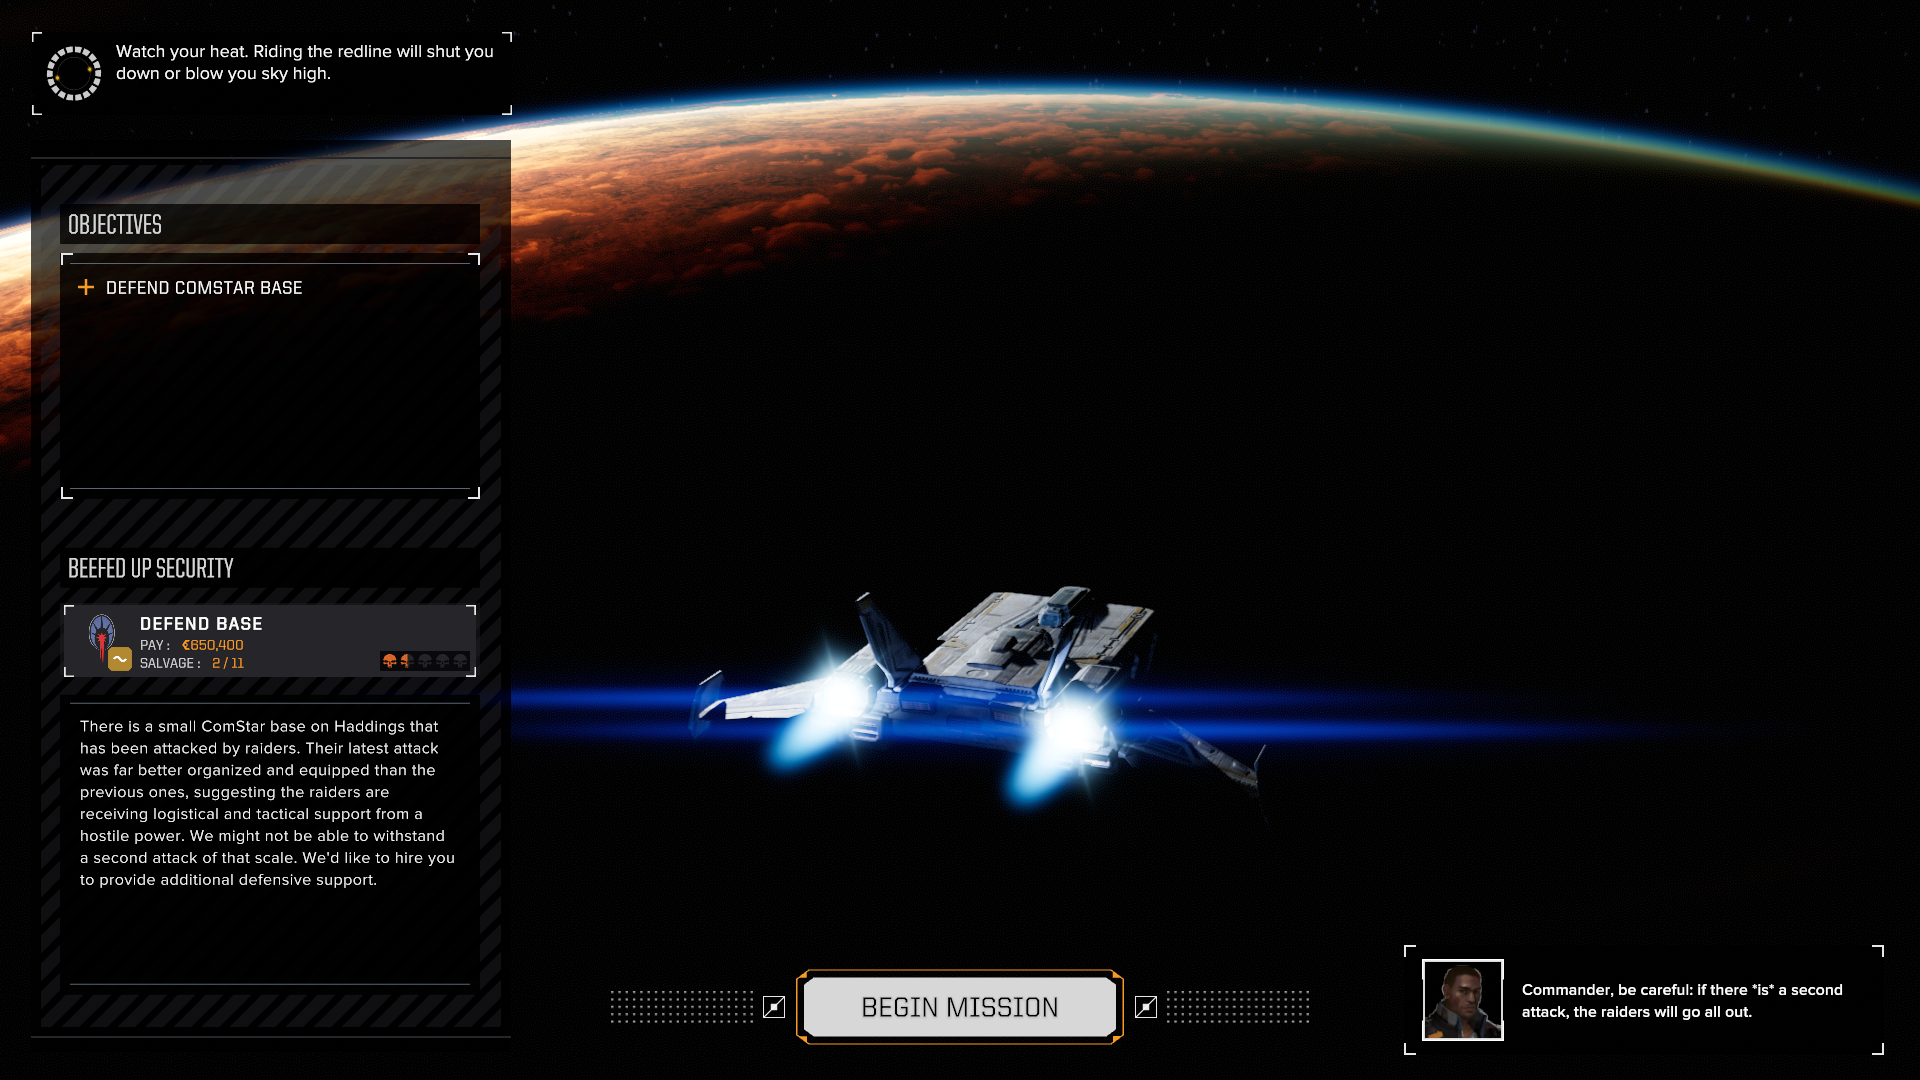 Watch your heat. Riding the redline will shut you
down or blow you sky high.
OBJECTIVES
DEFEND COMSTAR BASE
BEEFED UP SECURITY
DEFEND BASE
PAY: ₡650,400
SALVAGE: 2 / 11
There is a small ComStar base on Haddings that
has been attacked by raiders. Their latest attack
was far better organized and equipped than the
previous ones, suggesting the raiders are
receiving logistical and tactical support from a
hostile power. We might not be able to withstand
a second attack of that scale. We'd like to hire you
to provide additional defensive support.
BEGIN MISSION
Commander, be careful: if there *is* a second
attack, the raiders will go all out.